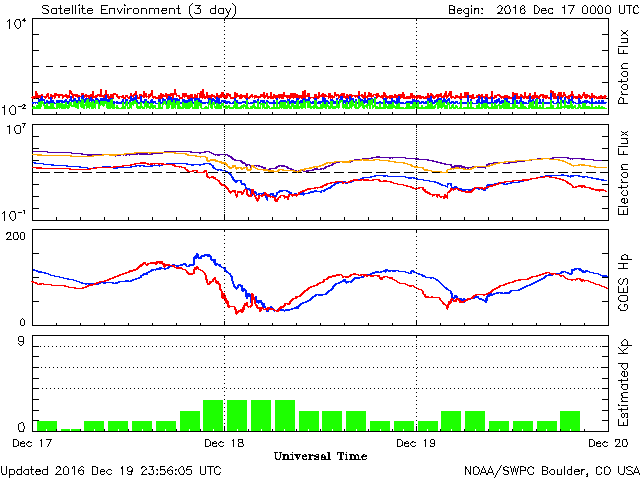 Satellite Environment (3 day) Begin: 2016 Dec 17 0000 UTC
10^4
Proton Flux
10^-2
10^7
Electron Flux
10^-1
200
GOES Hp
0
9
Estimated Kp
0
Dec 17 Dec 18 Dec 19 Dec 20
Universal Time
Updated 2016 Dec 19 23:56:05 UTC NOAA/SWPC Boulder, CO USA